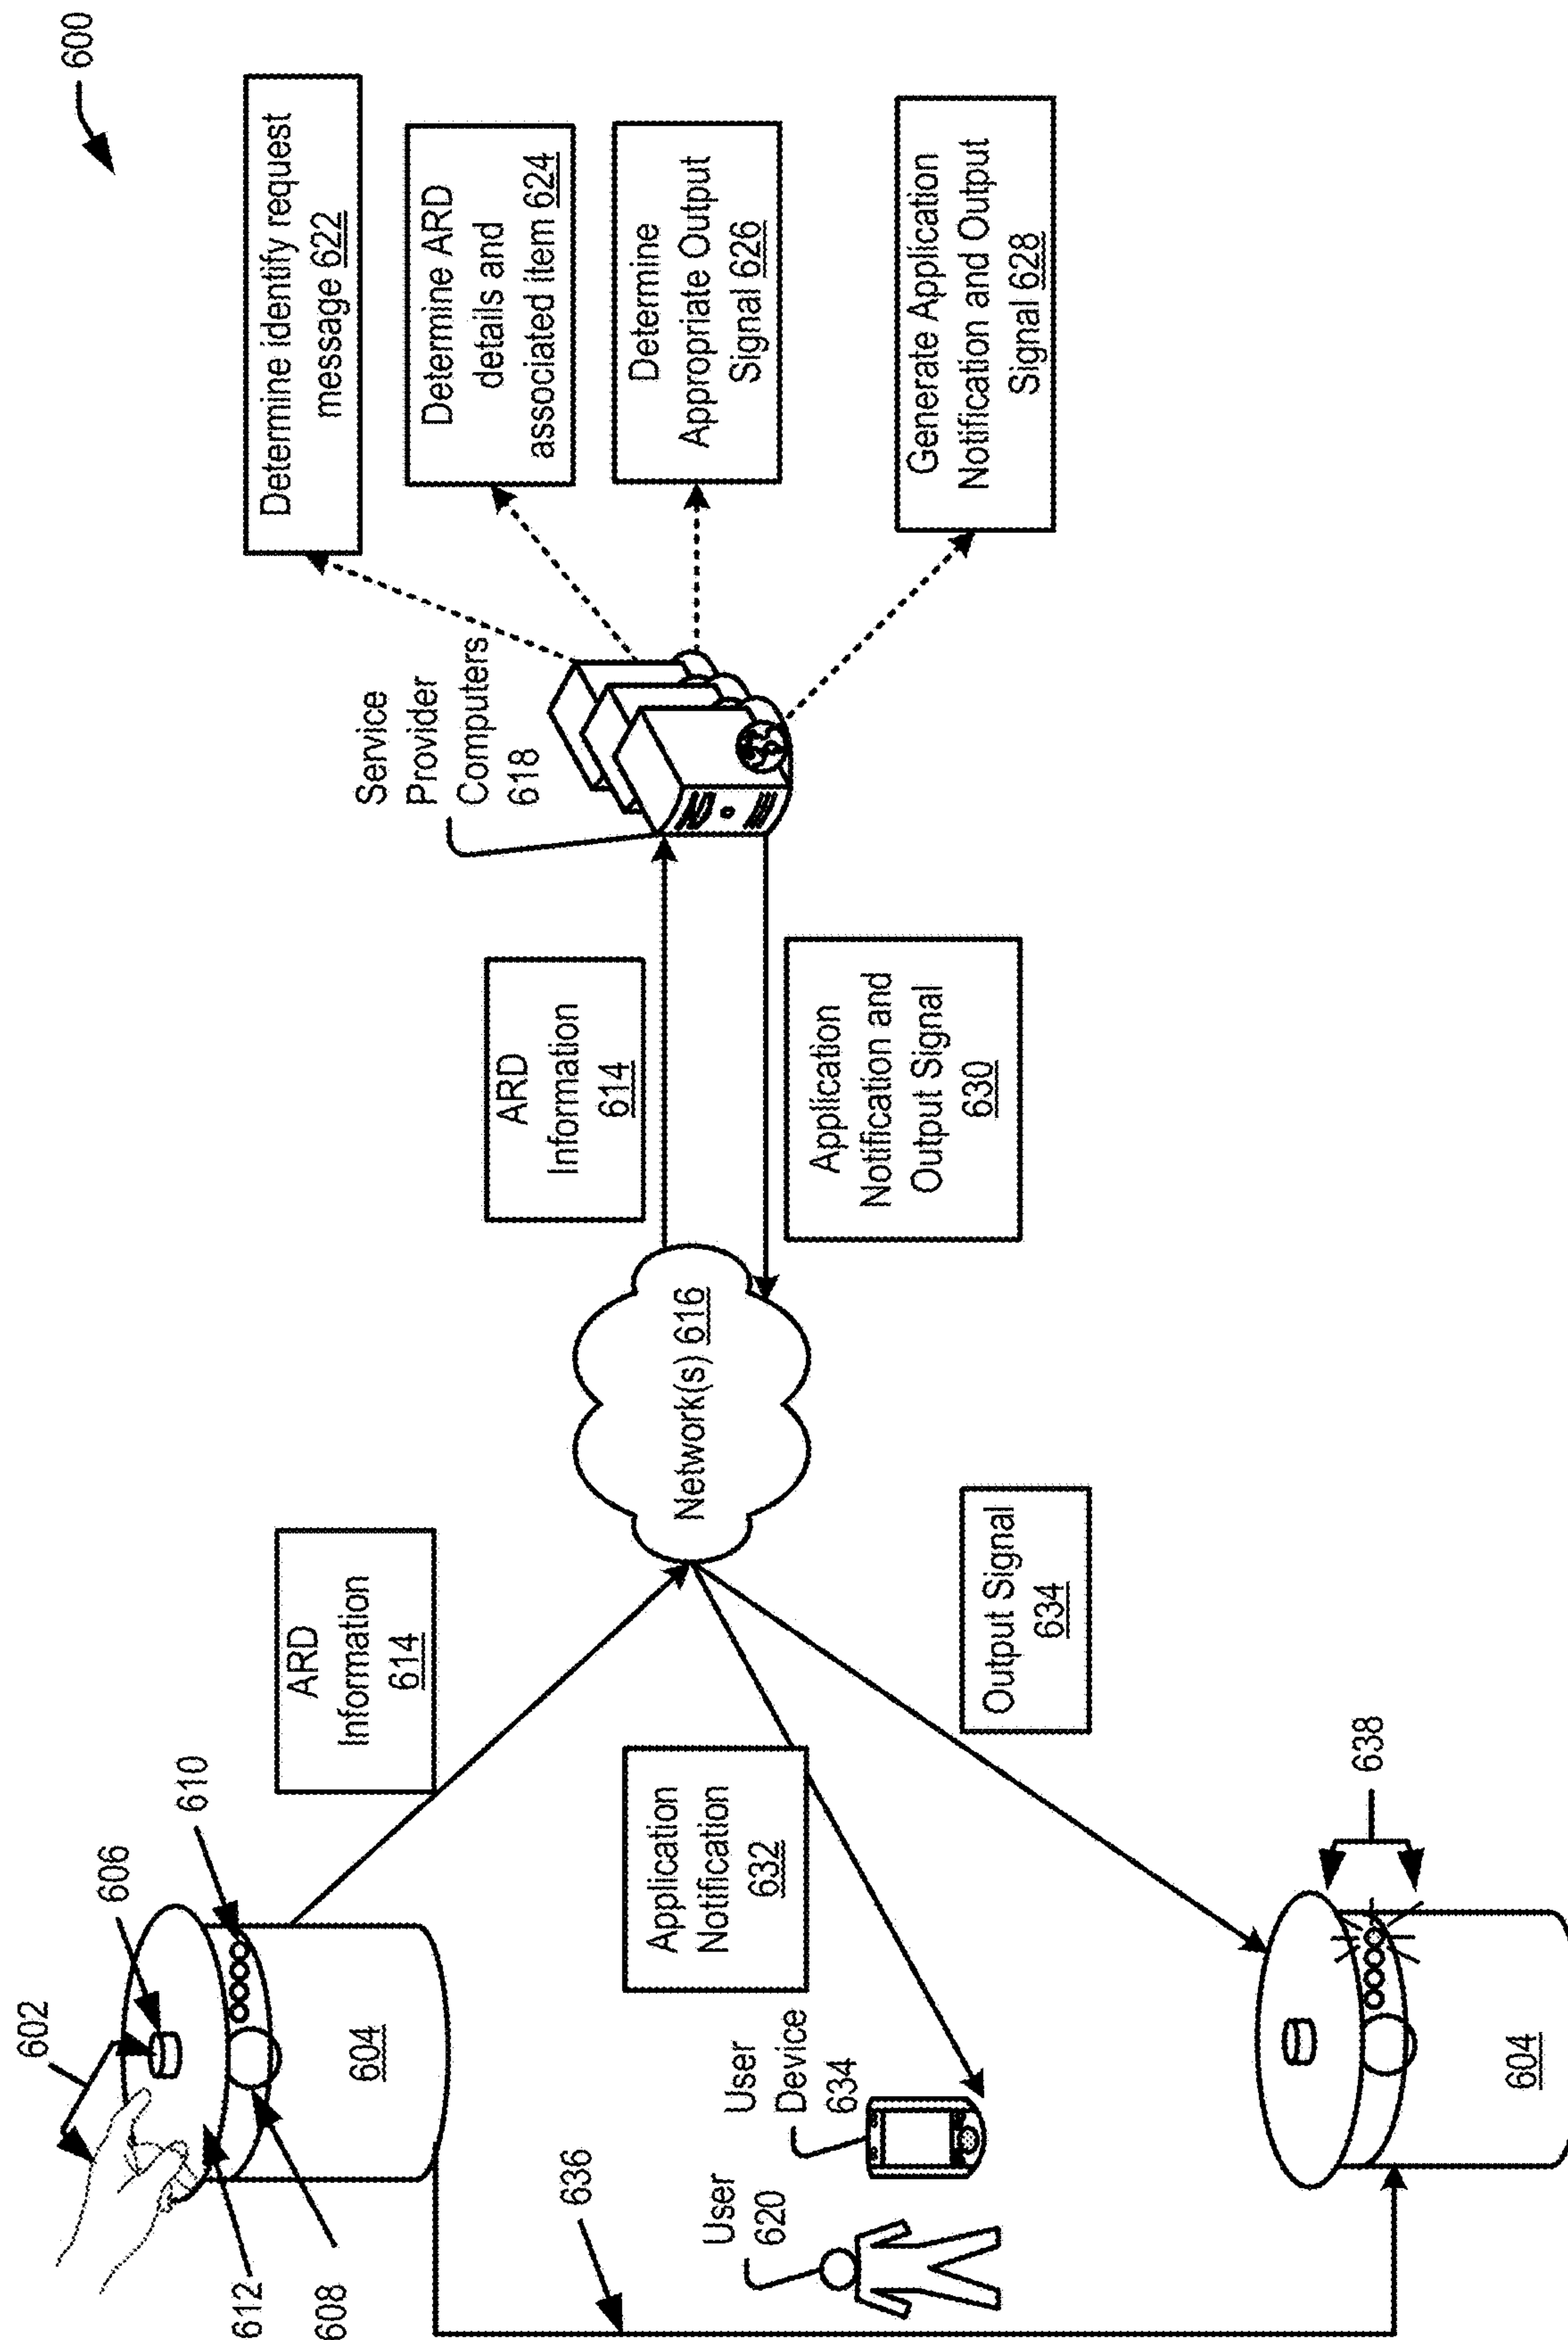 600
602
606
610
612
608
604
ARD
Information
614
Network(s) 616
ARD
Information
614
Service
Provider
Computers
618
Determine identify request
message 622
Determine ARD
details and
associated item 624
Determine
Appropriate Output
Signal 626
Generate Application
Notification and Output
Signal 628
Application
Notification and
Output Signal
630
Application
Notification
632
Output Signal
634
User
620
User
Device
634
636
638
604